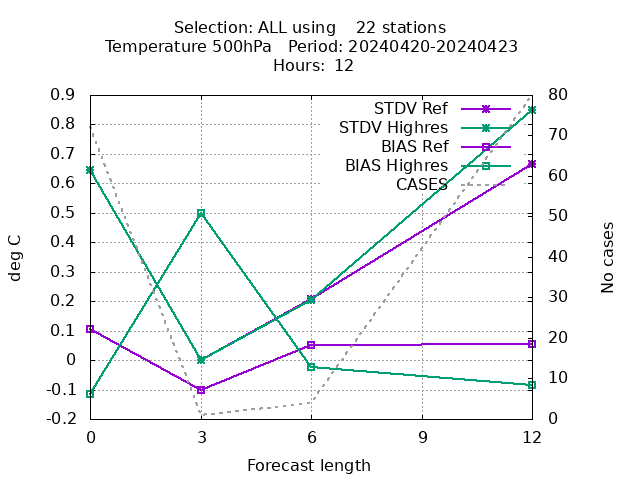 Selection: ALL using    22 stations
Temperature 500hPa   Period: 20240420-20240423
Hours: 12
STDV Ref
STDV Highres
BIAS Ref
BIAS Highres
CASES
deg C
0.9
0.8
0.7
0.6
0.5
0.4
0.3
0.2
0.1
0
-0.1
-0.2
80
70
60
50
40
30
20
10
0
No cases
0 3 6 9 12
Forecast length